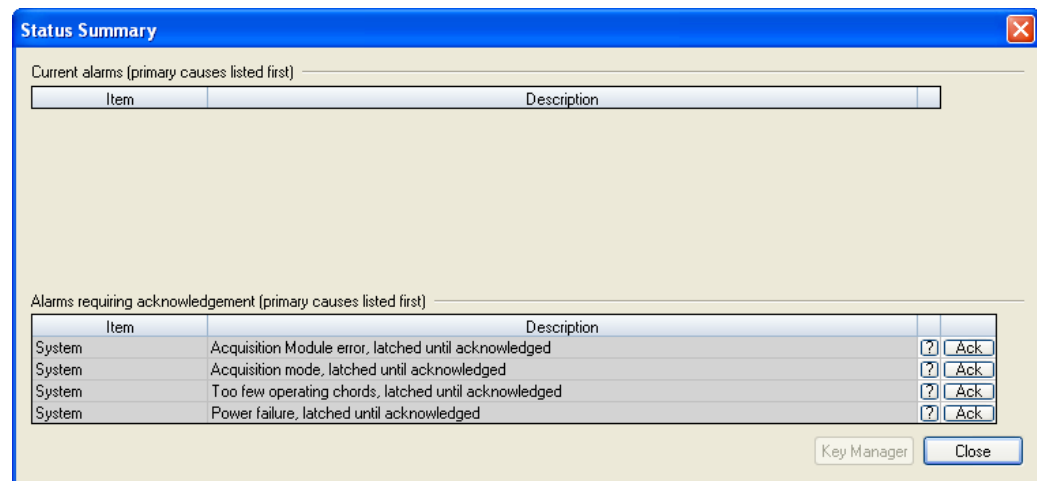 Status Summary
Current alarms (primary causes listed first)
Item Description
Alarms requiring acknowledgement (primary causes listed first)
Item Description
System Acquisition Module error, latched until acknowledged ? Ack
System Acquisition mode, latched until acknowledged ? Ack
System Too few operating chords, latched until acknowledged ? Ack
System Power failure, latched until acknowledged ? Ack
Key Manager Close